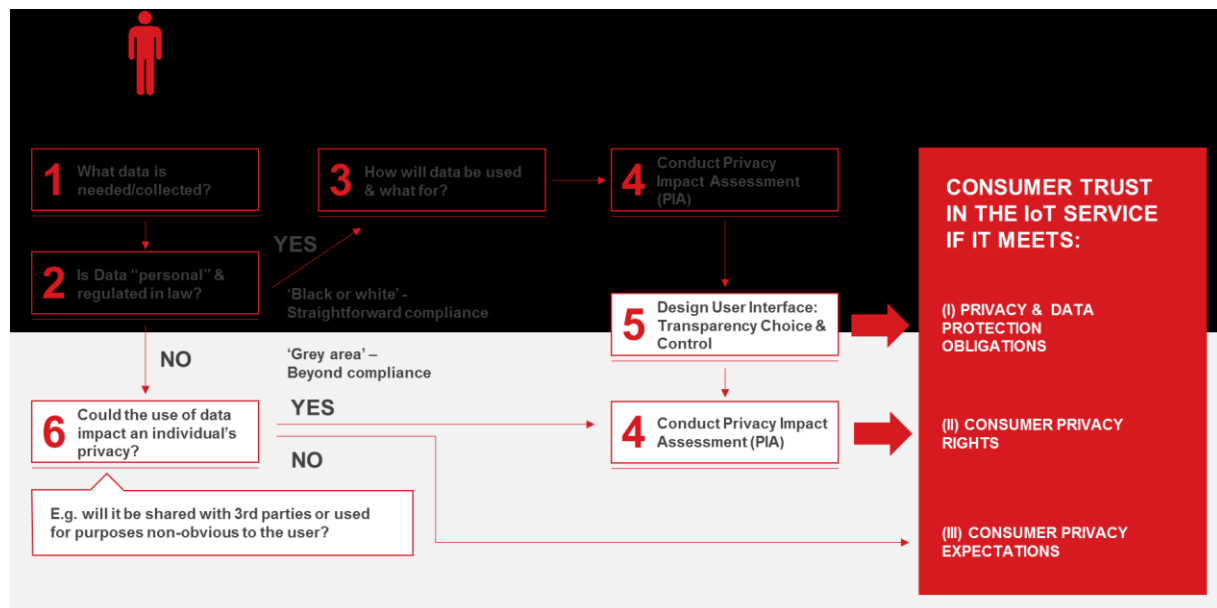 1
What data is
needed/collected?
3
How will data be used
& what for?
4
Conduct Privacy
Impact Assessment
(PIA)
CONSUMER TRUST
IN THE IoT SERVICE
IF IT MEETS:
YES
2
Is Data “personal” &
regulated in law?
‘Black or white’ -
Straightforward compliance
5
Design User Interface:
Transparency Choice &
Control
(I) PRIVACY & DATA
PROTECTION
OBLIGATIONS
NO
‘Grey area’ –
Beyond compliance
6
Could the use of data
impact an individual’s
privacy?
YES
NO
4
Conduct Privacy Impact
Assessment (PIA)
(II) CONSUMER PRIVACY
RIGHTS
E.g. will it be shared with 3rd parties or used
for purposes non-obvious to the user?
(III) CONSUMER PRIVACY
EXPECTATIONS